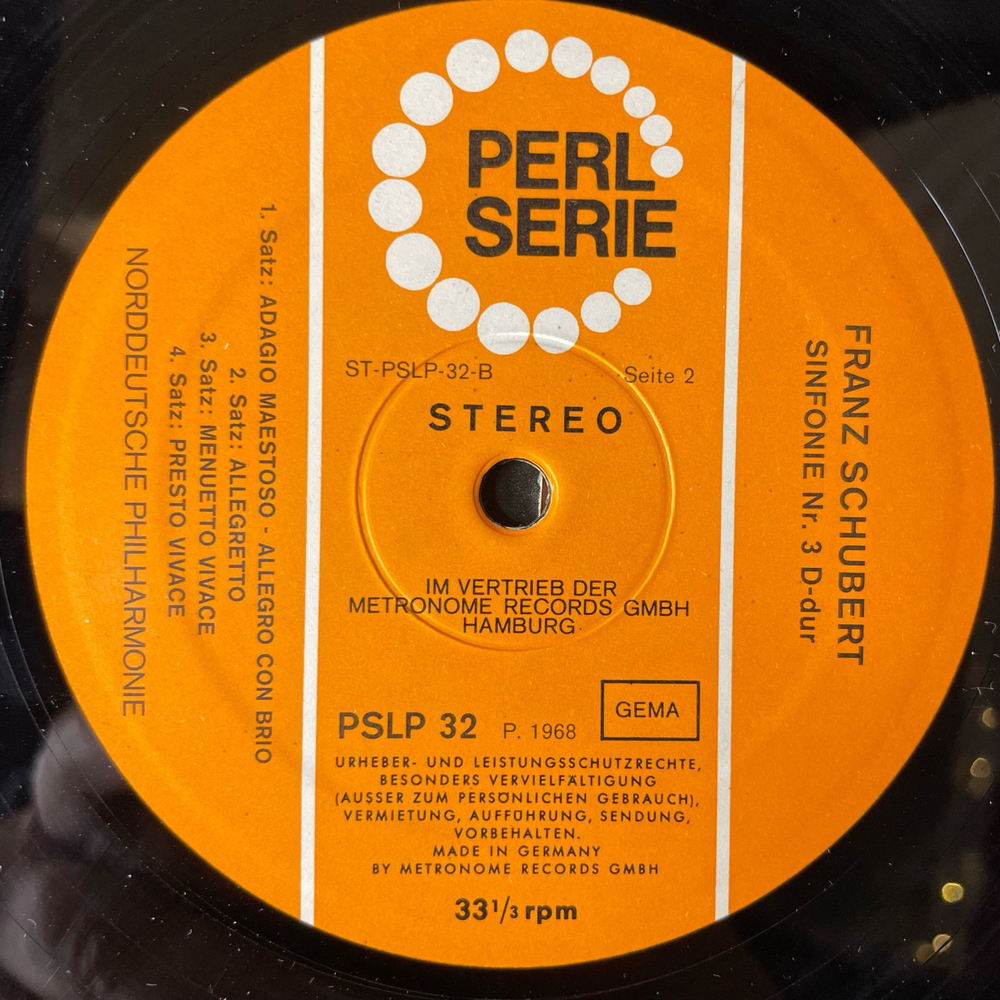 PERL
SERIE
ST-PSLP-32-B
Seite 2
STEREO
FRANZ SCHUBERT
SINFONIE Nr. 3 D-dur
1. Satz: ADAGIO MAESTOSO - ALLEGRO CON BRIO
2. Satz: ALLEGRETTO
3. Satz: MENUETTO VIVACE
4. Satz: PRESTO VIVACE
NORDDEUTSCHE PHILHARMONIE
IM VERTRIEB DER
METRONOME RECORDS GMBH
HAMBURG
GEMA
PSLP 32 P. 1968
URHEBER- UND LEISTUNGSSCHUTZRECHTE,
BESONDERS VERVIELFÄLTIGUNG
(AUSSER ZUM PERSÖNLICHEN GEBRAUCH),
VERMIETUNG, AUFFÜHRUNG, SENDUNG,
VORBEHALTEN.
MADE IN GERMANY
BY METRONOME RECORDS GMBH
33 1/3 rpm